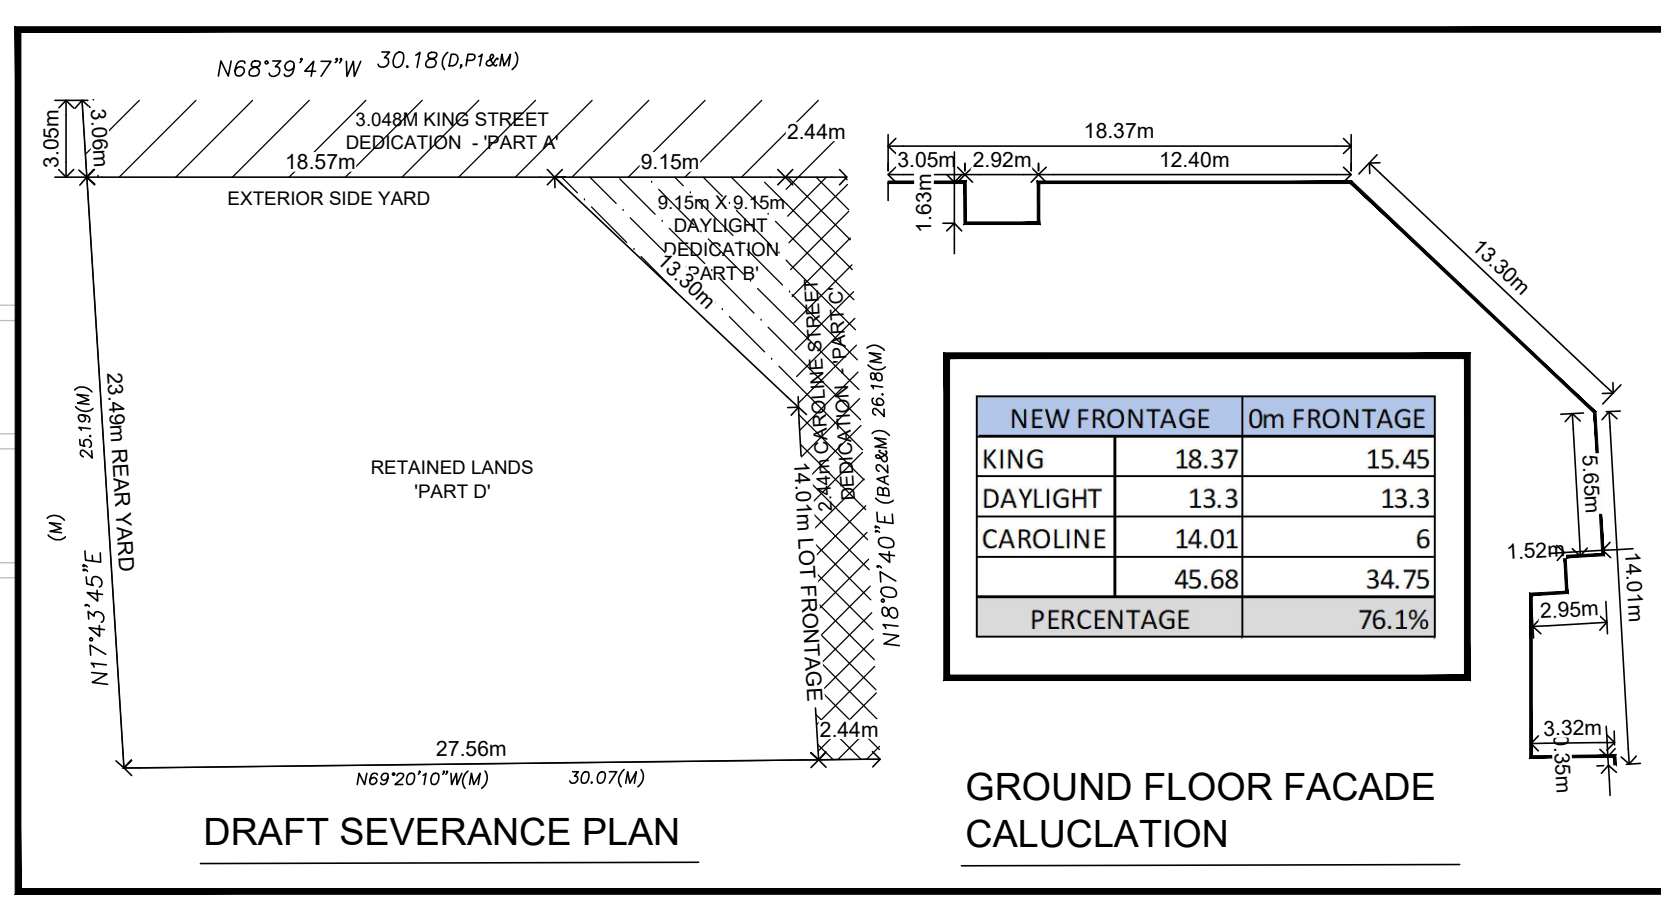 N68°39'47"W 30.18(D,P1&M)
3.05m
3.06m
3.048M KING STREET
DEDICATION - 'PART A'
2.44m
18.57m
9.15m
EXTERIOR SIDE YARD
9.15m X 9.15m
DAYLIGHT
DEDICATION
'PART B'
13.30m
2.44m CAROLINE STREET
DEDICATION - 'PART C'
N18°07'40"E (BA2&M) 26.18(M)
23.49m REAR YARD
25.19(M)
N17°43'45"E
(M)
RETAINED LANDS
'PART D'
14.01m LOT FRONTAGE
2.44m
27.56m
N69°20'10"W(M) 30.07(M)
DRAFT SEVERANCE PLAN
18.37m
3.05m 2.92m 12.40m
1.63m
13.30m
5.65m
1.52m
14.01m
2.95m
3.32m
0.35m
NEW FRONTAGE 0m FRONTAGE
KING 18.37 15.45
DAYLIGHT 13.3 13.3
CAROLINE 14.01 6
45.68 34.75
PERCENTAGE 76.1%
GROUND FLOOR FACADE
CALUCLATION